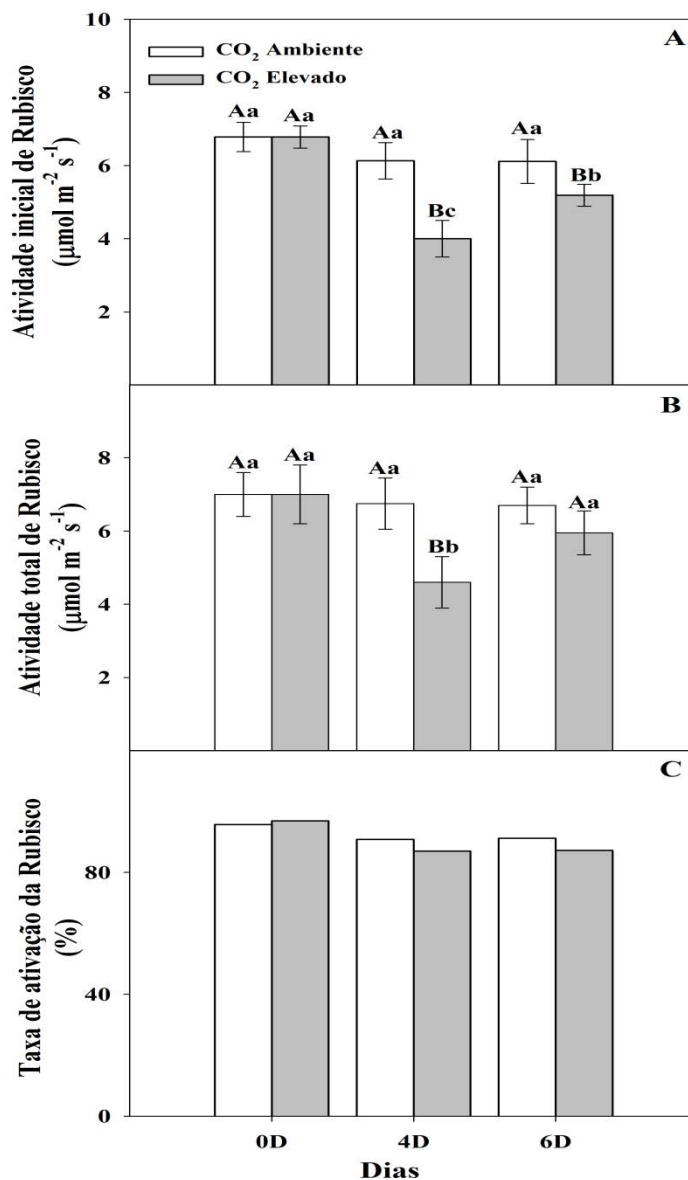 10
8
6
4
2
Atividade inicial de Rubisco
(µmol m⁻² s⁻¹)
A
CO₂ Ambiente
CO₂ Elevado
Aa
Aa
Aa
Bc
Aa
Bb
8
6
4
2
Atividade total de Rubisco
(µmol m⁻² s⁻¹)
B
Aa
Aa
Aa
Bb
Aa
Aa
80
40
0
Taxa de ativação da Rubisco
(%)
C
0D
4D
6D
Dias